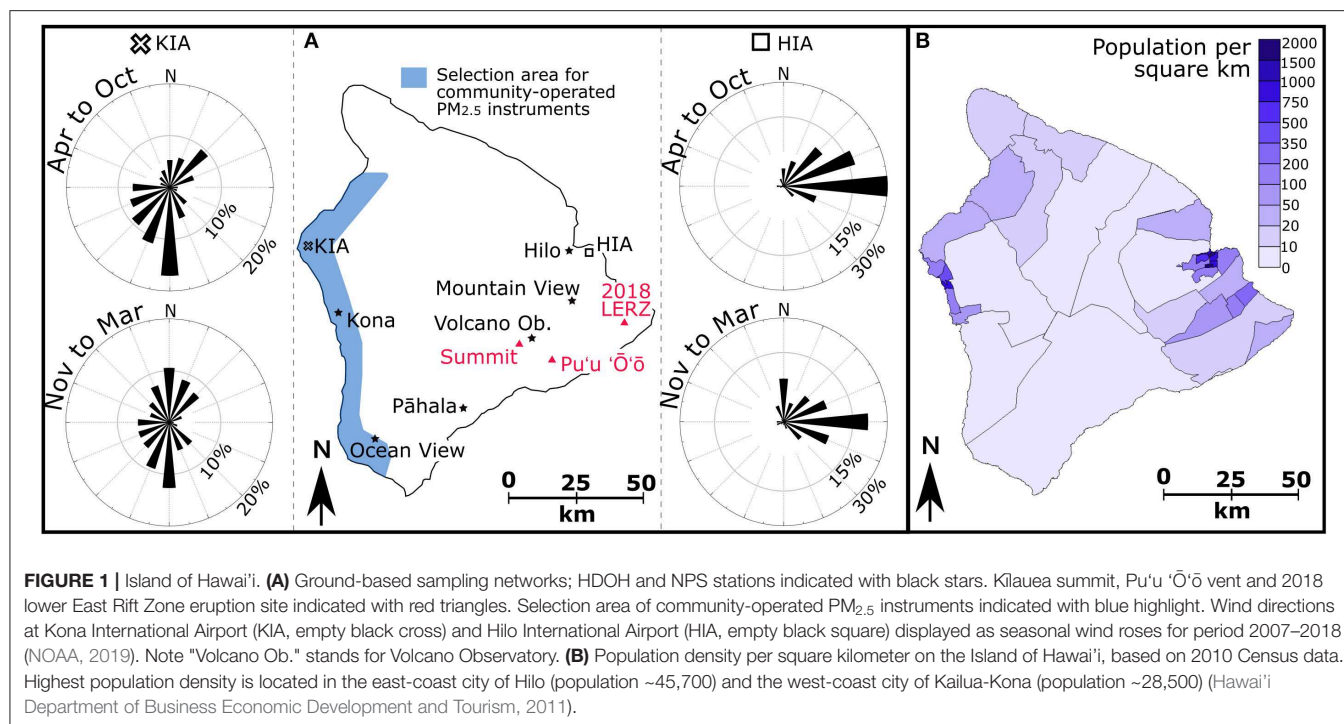 KIA
Apr to Oct
N
10%
20%
Nov to Mar
N
10%
20%
A
Selection area for
community-operated
PM2.5 instruments
KIA
Kona
Hilo
HIA
Mountain View
2018
LERZ
Volcano Ob.
Summit
Pu'u ‘Ō‘ō
Pāhala
Ocean View
N
0 25 50
km
HIA
Apr to Oct
N
15%
30%
Nov to Mar
N
15%
30%
B
Population per
square km
2000
1500
1000
750
500
350
200
100
50
20
10
0
N
0 25 50
km
FIGURE 1 | Island of Hawai’i. (A) Ground-based sampling networks; HDOH and NPS stations indicated with black stars. Kīlauea summit, Pu‘u ‘Ō‘ō vent and 2018
lower East Rift Zone eruption site indicated with red triangles. Selection area of community-operated PM2.5 instruments indicated with blue highlight. Wind directions
at Kona International Airport (KIA, empty black cross) and Hilo International Airport (HIA, empty black square) displayed as seasonal wind roses for period 2007–2018
(NOAA, 2019). Note "Volcano Ob." stands for Volcano Observatory. (B) Population density per square kilometer on the Island of Hawai’i, based on 2010 Census data.
Highest population density is located in the east-coast city of Hilo (population ~45,700) and the west-coast city of Kailua-Kona (population ~28,500) (Hawai’i
Department of Business Economic Development and Tourism, 2011).